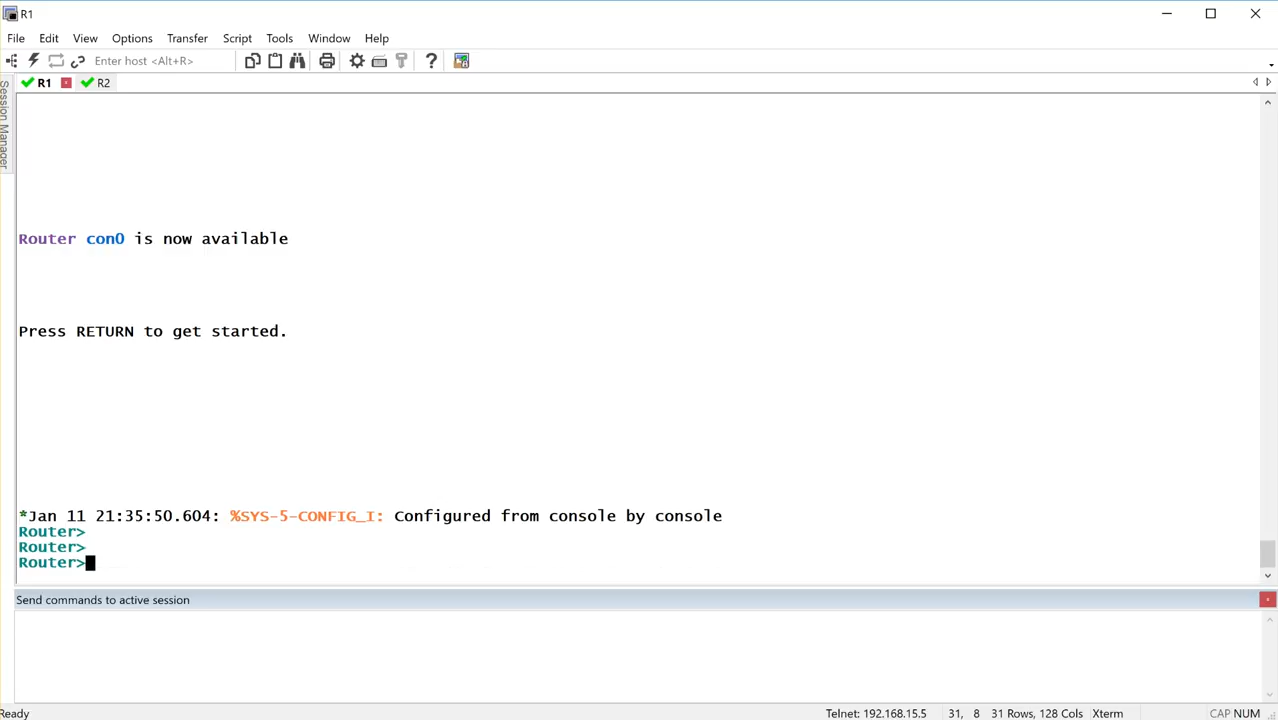 R1
File Edit View Options Transfer Script Tools Window Help
Enter host <Alt+R>
R1 R2
Session Manager
Router con0 is now available
Press RETURN to get started.
*Jan 11 21:35:50.604: %SYS-5-CONFIG_I: Configured from console by console
Router>
Router>
Router>
Send commands to active session
Ready Telnet: 192.168.15.5 31, 8 31 Rows, 128 Cols Xterm CAP NUM